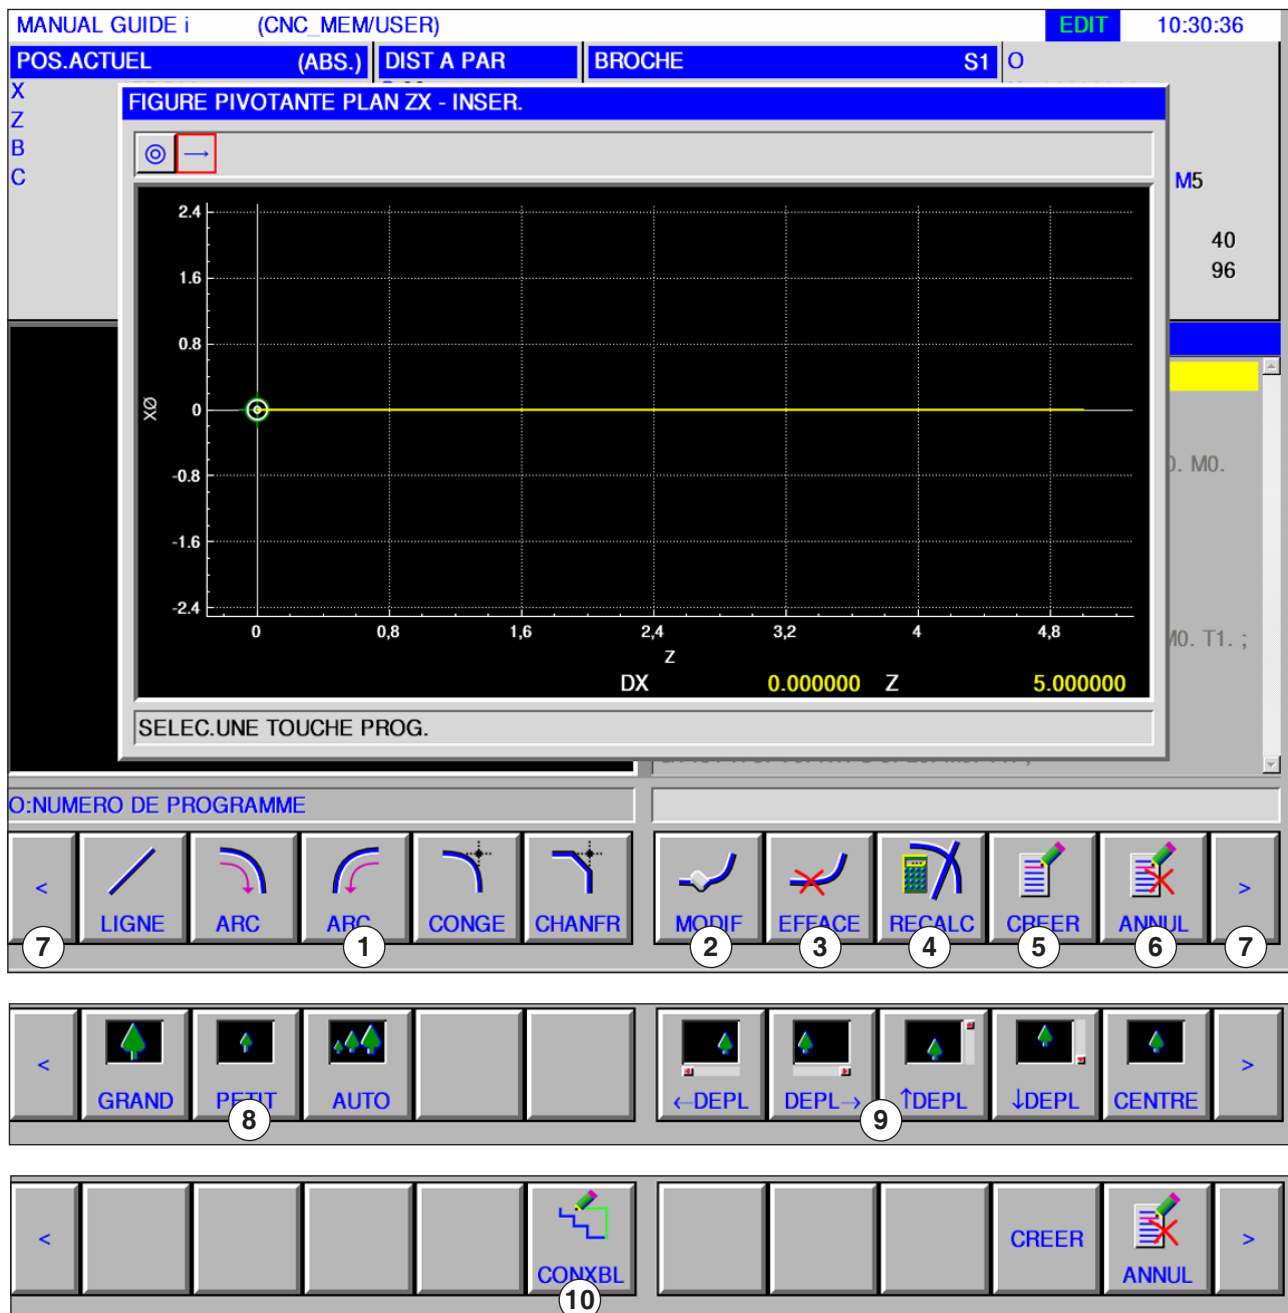 MANUAL GUIDE i (CNC_MEM/USER) EDIT 10:30:36
POS.ACTUEL (ABS.) DIST A PAR BROCHE S1 O
X
Z
B
C
FIGURE PIVOTANTE PLAN ZX - INSER.
M5
40
96
2.4
1.6
0.8
0
-0.8
-1.6
-2.4
XØ
0 0,8 1,6 2,4 3,2 4 4,8
Z
DX 0.000000 Z 5.000000
0. M0.
M0. T1. ;
SELEC.UNE TOUCHE PROG.
O:NUMERO DE PROGRAMME
< LIGNE ARC ARC CONGE CHANFR MODIF EFFACE RECALC CREER ANNUL >
7 1 2 3 4 5 6 7
< GRAND PETIT AUTO ←DEPL DEPL→ ↑DEPL ↓DEPL CENTRE >
8 9
< CONXBL CREER ANNUL >
10